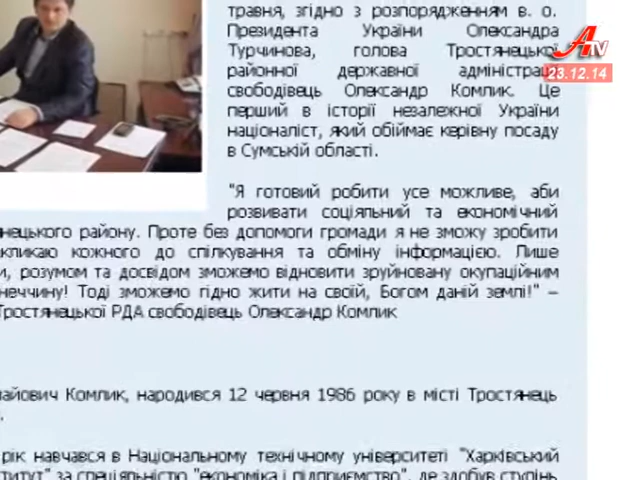 травня, згідно з розпорядженням в. о.
Президента України Олександра
Турчинова, голова Тростянецької
районної державної адміністрації
свободівець Олександр Комлик. Це
перший в історії незалежної України
націоналіст, який обіймає керівну посаду
в Сумській області.
"Я готовий робити усе можливе, аби
розвивати соціяльний та економічний
нецького району. Проте без допомоги громади я не зможу зробити
кликаю кожного до спілкування та обміну інформацією. Лише
и, розумом та досвідом зможемо відновити зруйновану окупаційним
неччину! Тоді зможемо гідно жити на своїй, Богом даній землі!" –
Тростянецької РДА свободівець Олександр Комлик
айович Комлик, народився 12 червня 1986 року в місті Тростянець
рік навчався в Національному технічному університеті "Харківський
титут" за спеціальністю "економіка і підприємство", де здобув ступінь
ATV
23.12.14